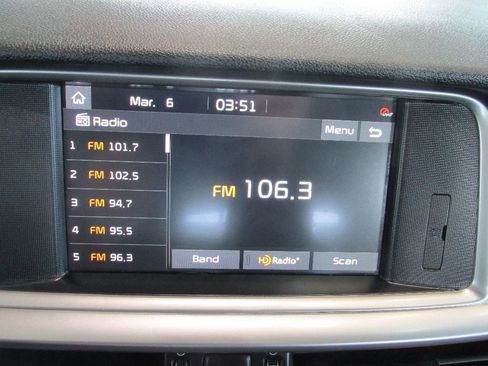 Mar. 6 03:51
Radio
Menu
1 FM 101.7
2 FM 102.5
3 FM 94.7
4 FM 95.5
5 FM 96.3
FM 106.3
Band HD Radio Scan